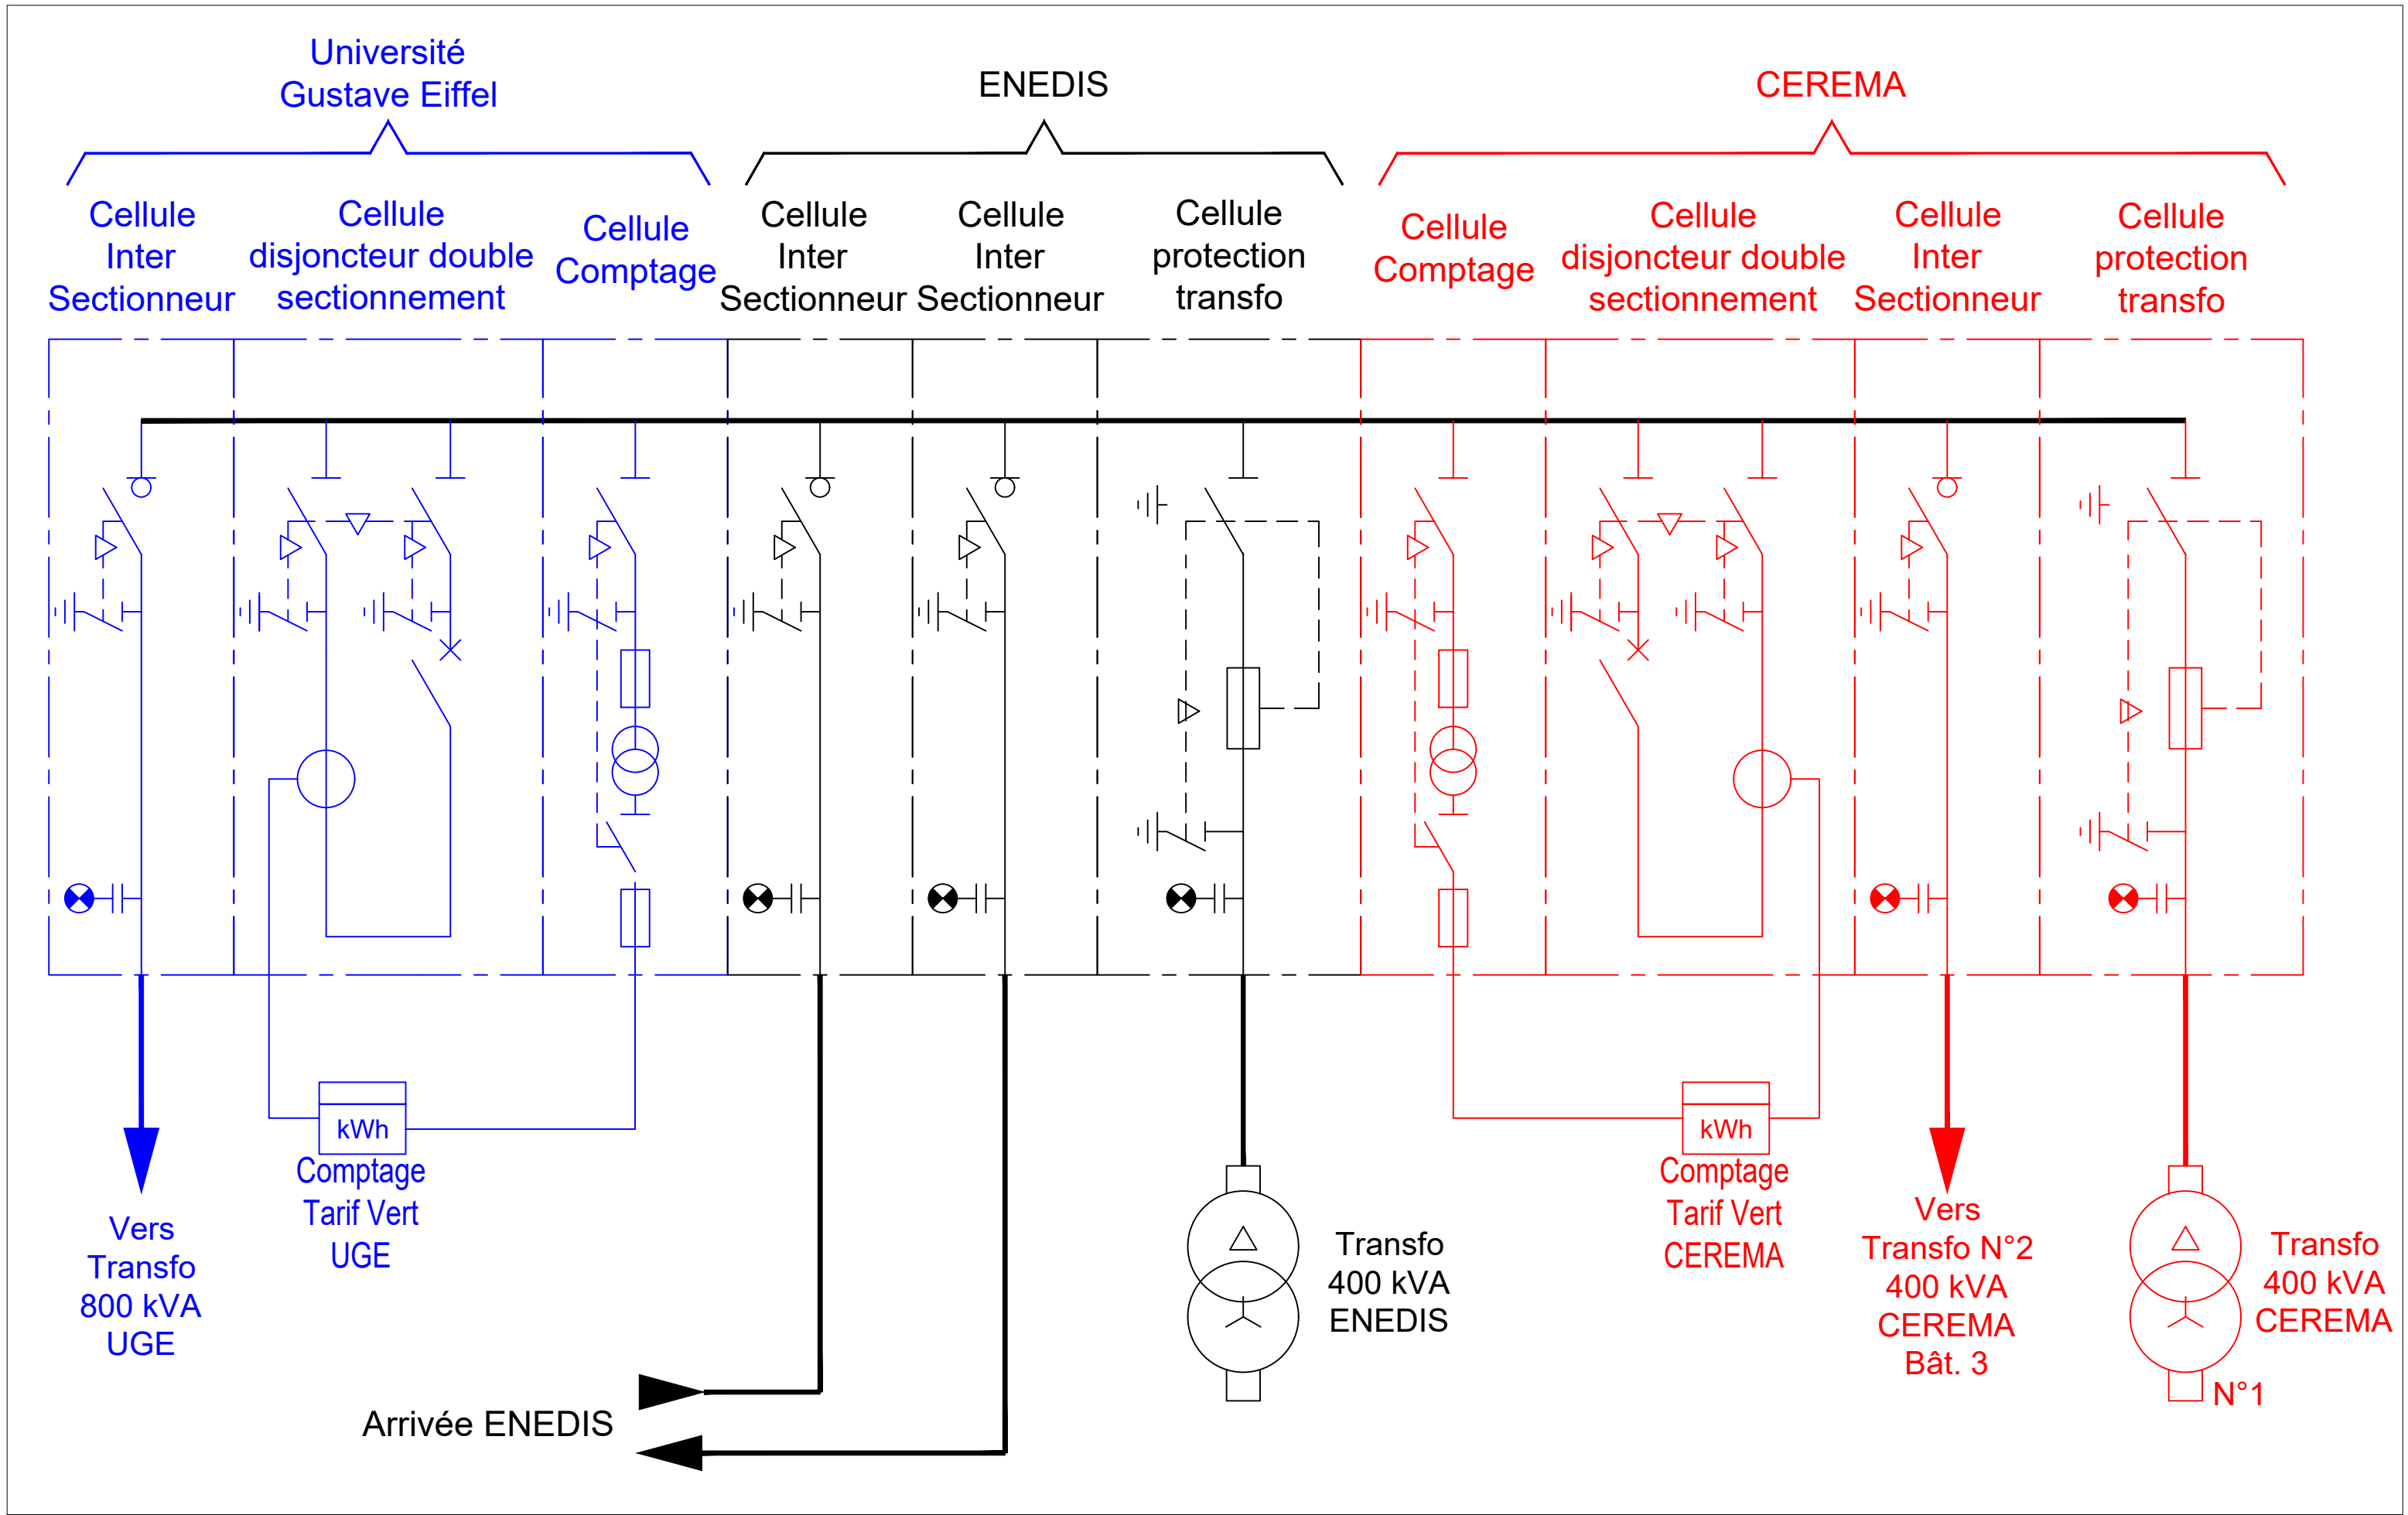 Université
Gustave Eiffel
ENEDIS
CEREMA
Cellule
Inter
Sectionneur
Cellule
disjoncteur double
sectionnement
Cellule
Comptage
Cellule
Inter
Sectionneur
Cellule
Inter
Sectionneur
Cellule
protection
transfo
Cellule
Comptage
Cellule
disjoncteur double
sectionnement
Cellule
Inter
Sectionneur
Cellule
protection
transfo
kWh
Comptage
Tarif Vert
UGE
kWh
Comptage
Tarif Vert
CEREMA
Vers
Transfo
800 kVA
UGE
Transfo
400 kVA
ENEDIS
Vers
Transfo N°2
400 kVA
CEREMA
Bât. 3
Transfo
400 kVA
CEREMA
N°1
Arrivée ENEDIS